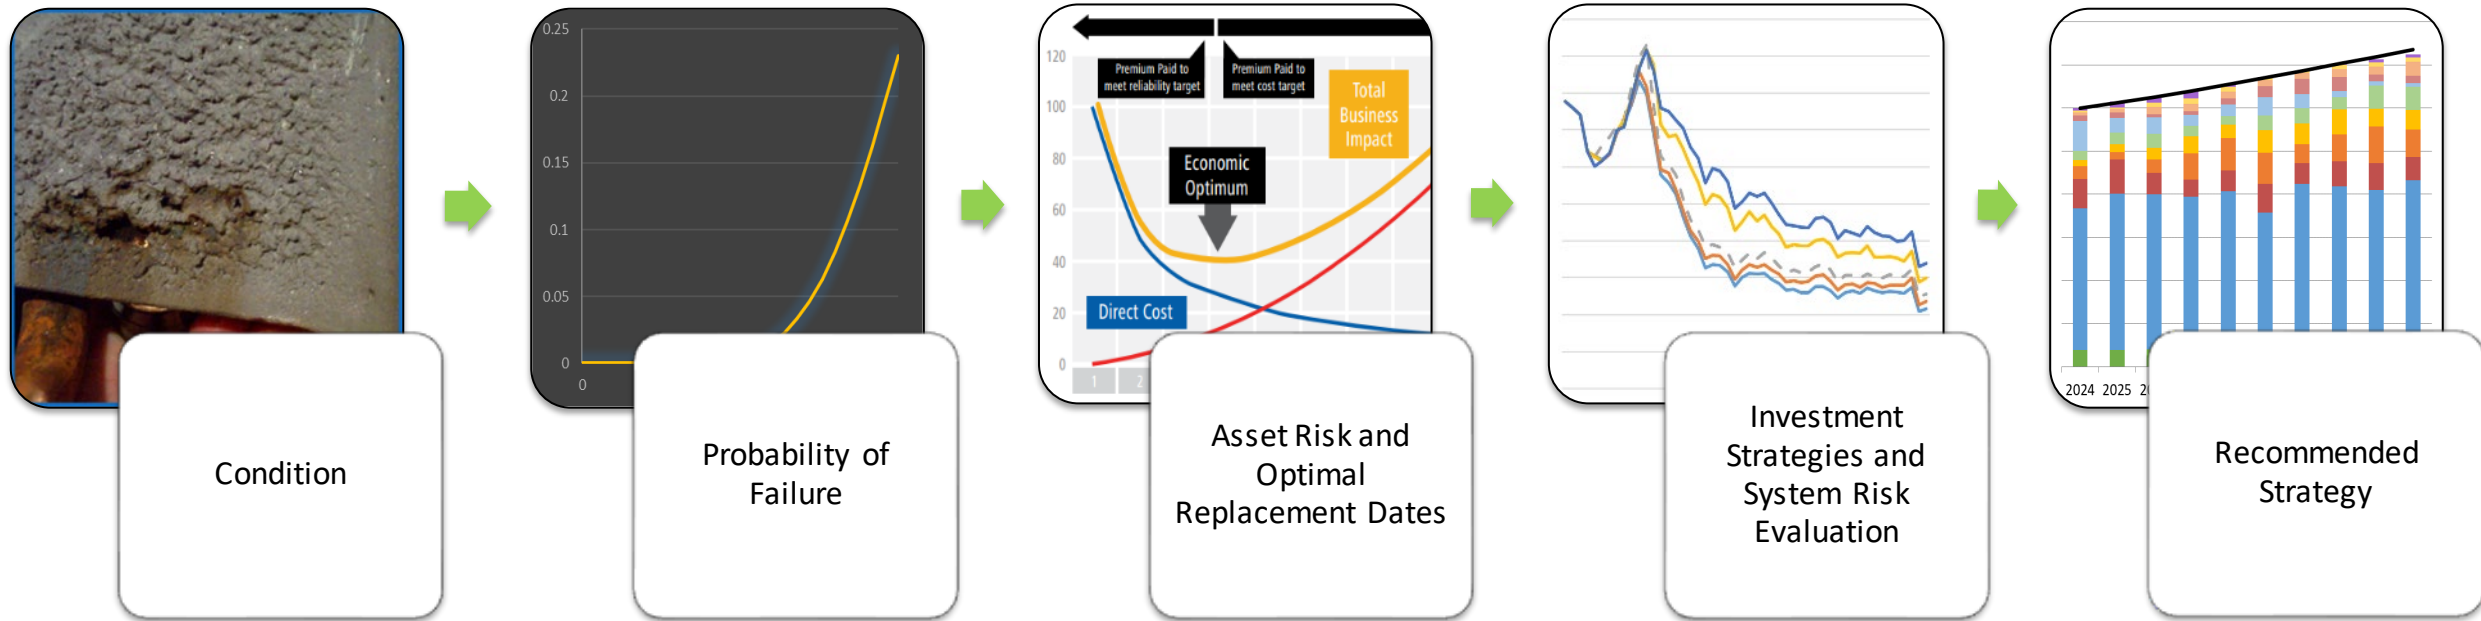 0.25
0.2
0.15
0.1
0.05
0
0
120
100
80
60
40
20
0
Premium Paid to
meet reliability target
Premium Paid to
meet cost target
Total
Business
Impact
Economic
Optimum
Direct Cost
1 2
2024 2025
Condition
Probability of
Failure
Asset Risk and
Optimal
Replacement Dates
Investment
Strategies and
System Risk
Evaluation
Recommended
Strategy